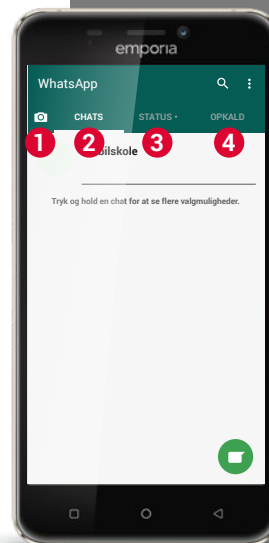 emporia
WhatsApp
CHATS
STATUS •
OPKALD
1
2
3
4
bilskole
Tryk og hold en chat for at se flere valgmuligheder.